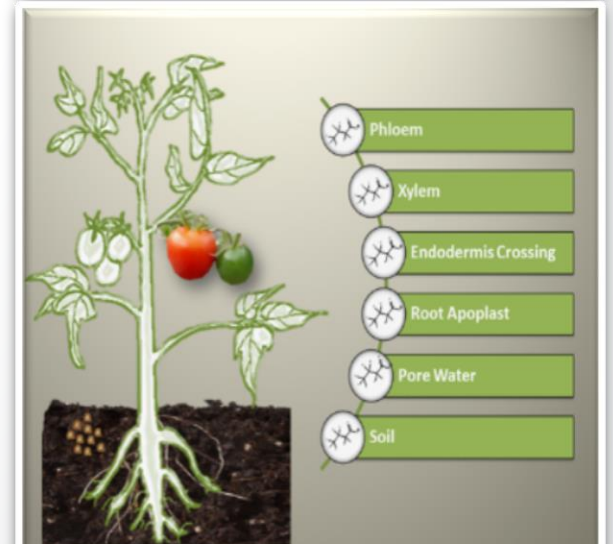 Phloem
Xylem
Endodermis Crossing
Root Apoplast
Pore Water
Soil